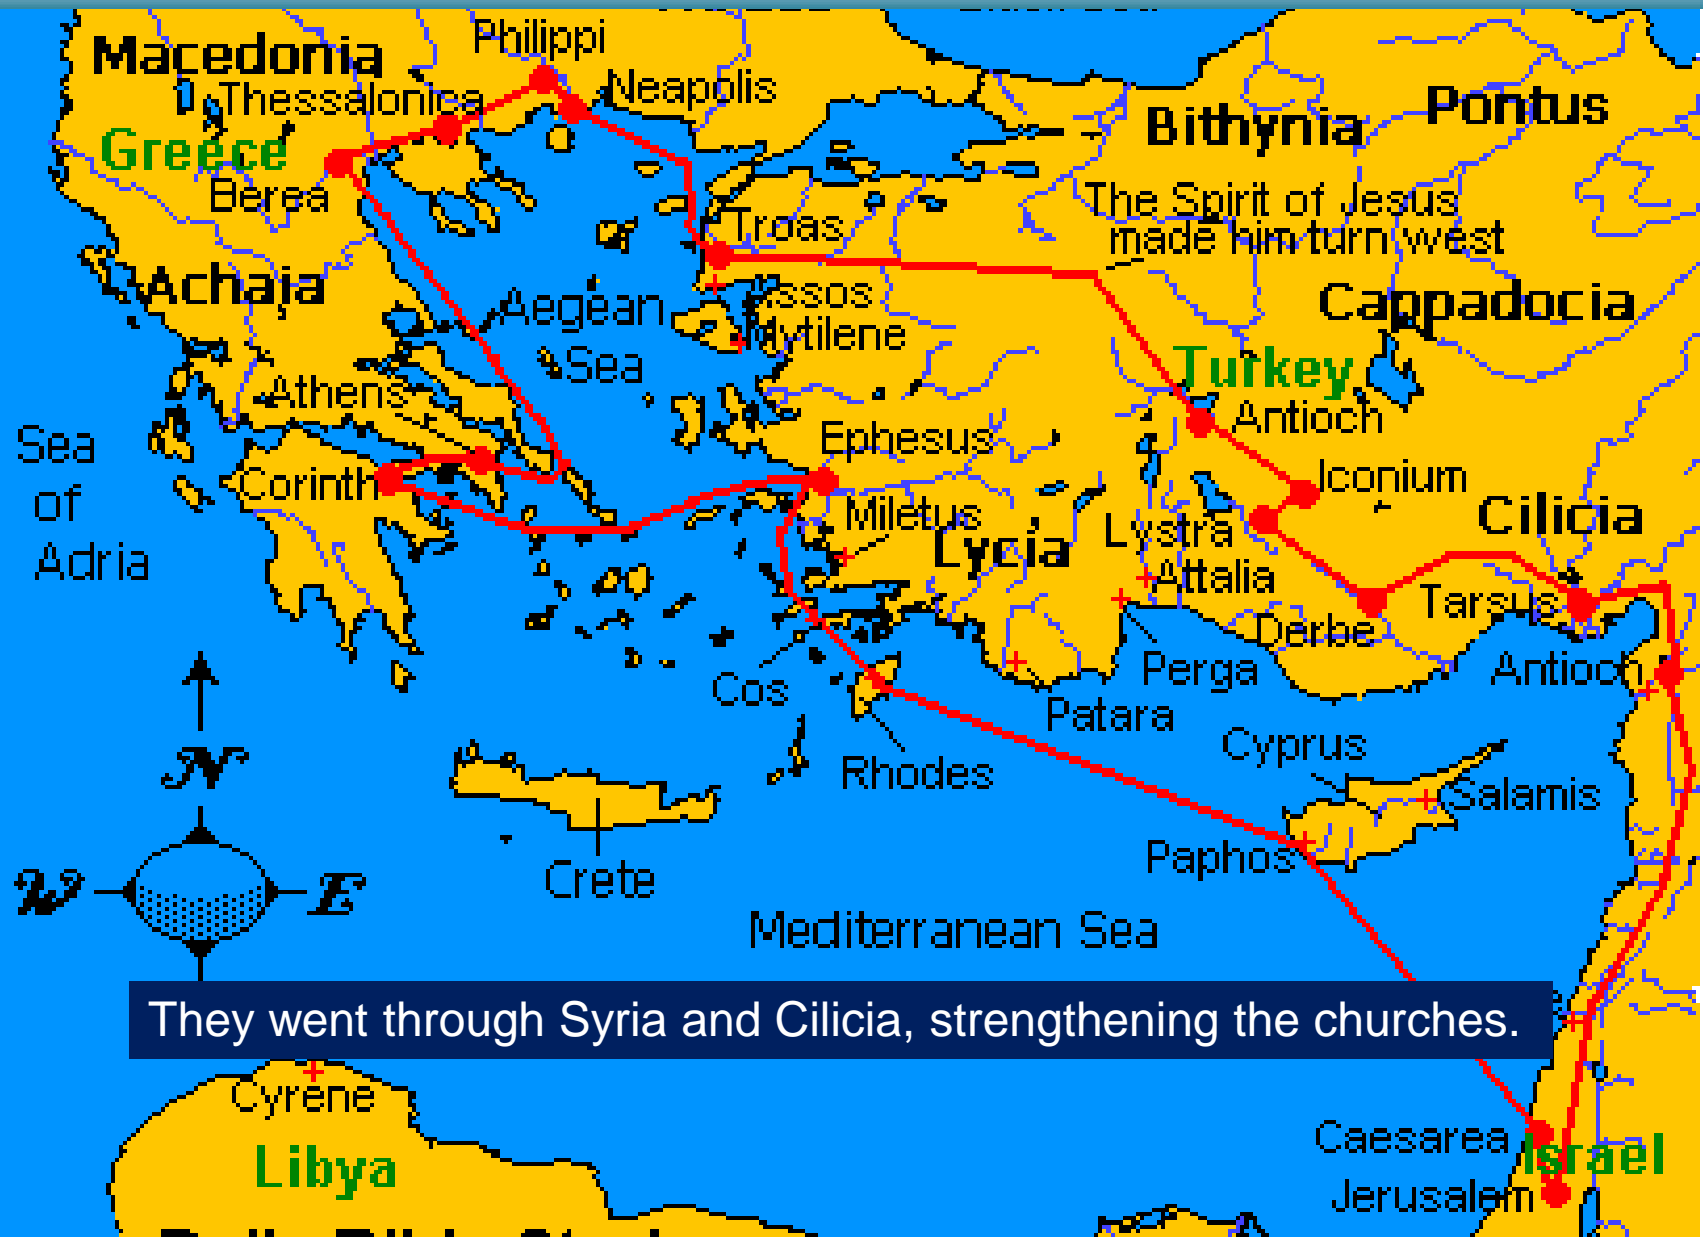 Philippi
Macedonia
Neapolis
Thessalonica
Pontus
Bithynia
Greece
Berea
The Spirit of Jesus
made him turn west
Troas
Achaia
Assos
Aegean
Sea
Cappadocia
Mytilene
Turkey
Athens
Antioch
Sea
of
Adria
Ephesus
Corinth
Iconium
Miletus
Cilicia
Lystra
Lycia
Attalia
Tarsus
Derbe
Perga
Antioch
Cos
Patara
Cyprus
N
Rhodes
Salamis
Paphos
Crete
W
E
Mediterranean Sea
They went through Syria and Cilicia, strengthening the churches.
Cyrene
Libya
Caesarea
Israel
Jerusalem